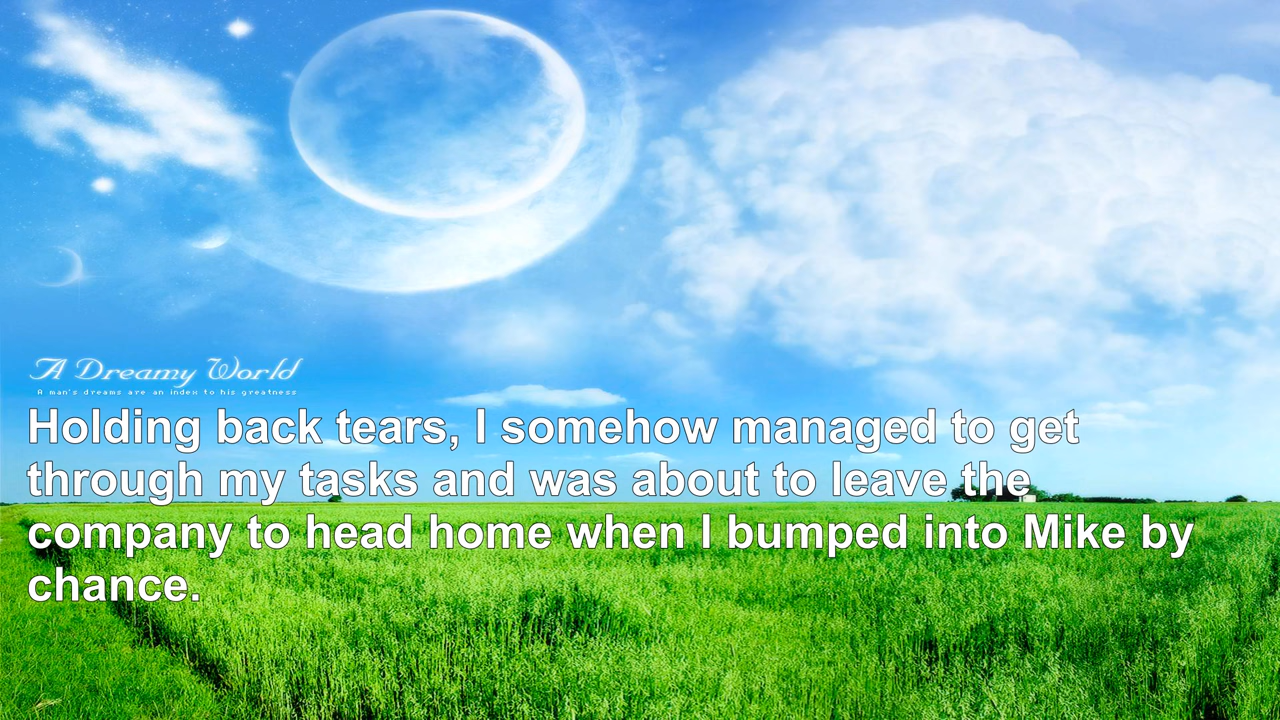 A Dreamy World
A man's dreams are an index to his greatness
Holding back tears, I somehow managed to get
through my tasks and was about to leave the
company to head home when I bumped into Mike by
chance.